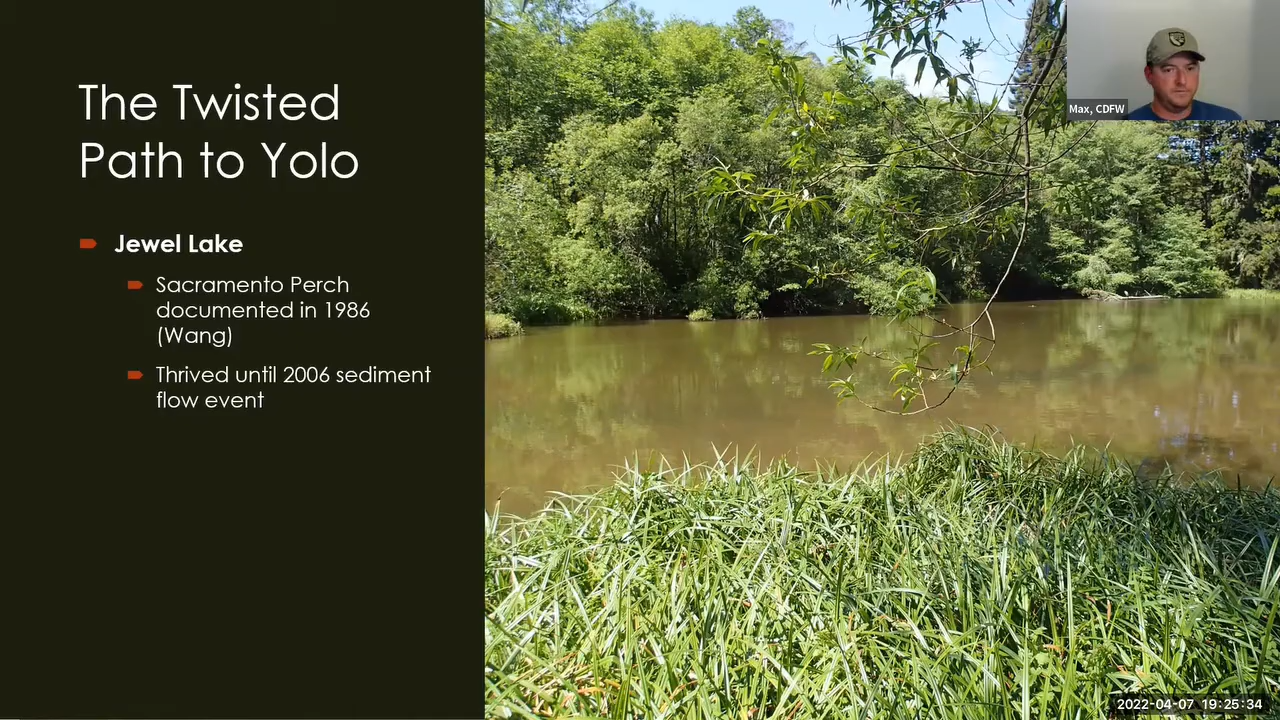 The Twisted
Path to Yolo
Jewel Lake
Sacramento Perch
documented in 1986
(Wang)
Thrived until 2006 sediment
flow event
Max, CDFW
2022-04-07 19:25:34